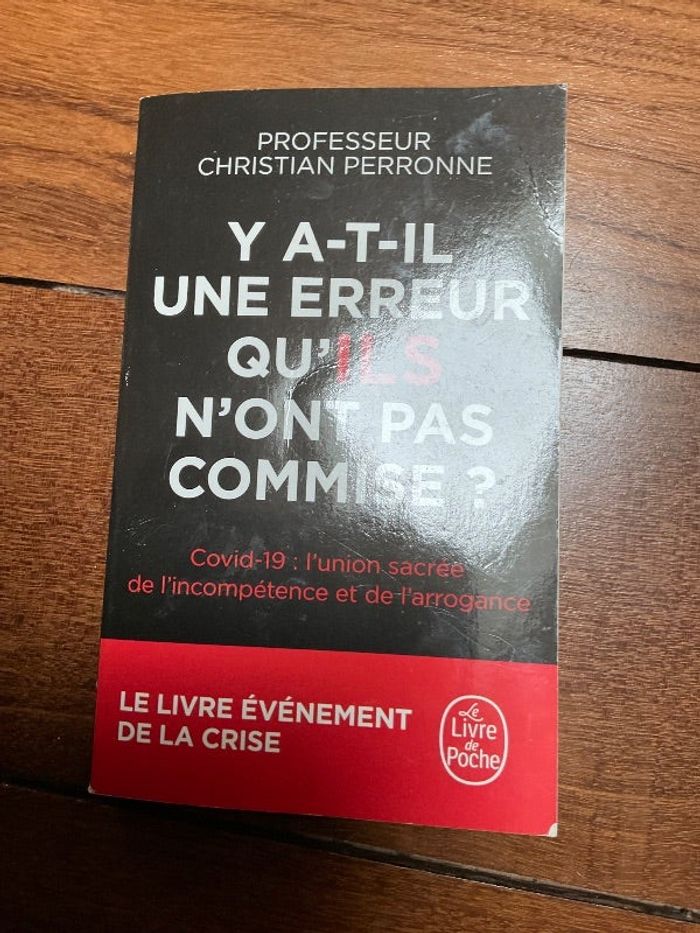 PROFESSEUR
CHRISTIAN PERRONNE
Y A-T-IL
UNE ERREUR
QU'ILS
N'ONT PAS
COMMISE ?
Covid-19 : l'union sacrée
de l'incompétence et de l'arrogance
LE LIVRE ÉVÉNEMENT
DE LA CRISE
Le
Livre
de
Poche